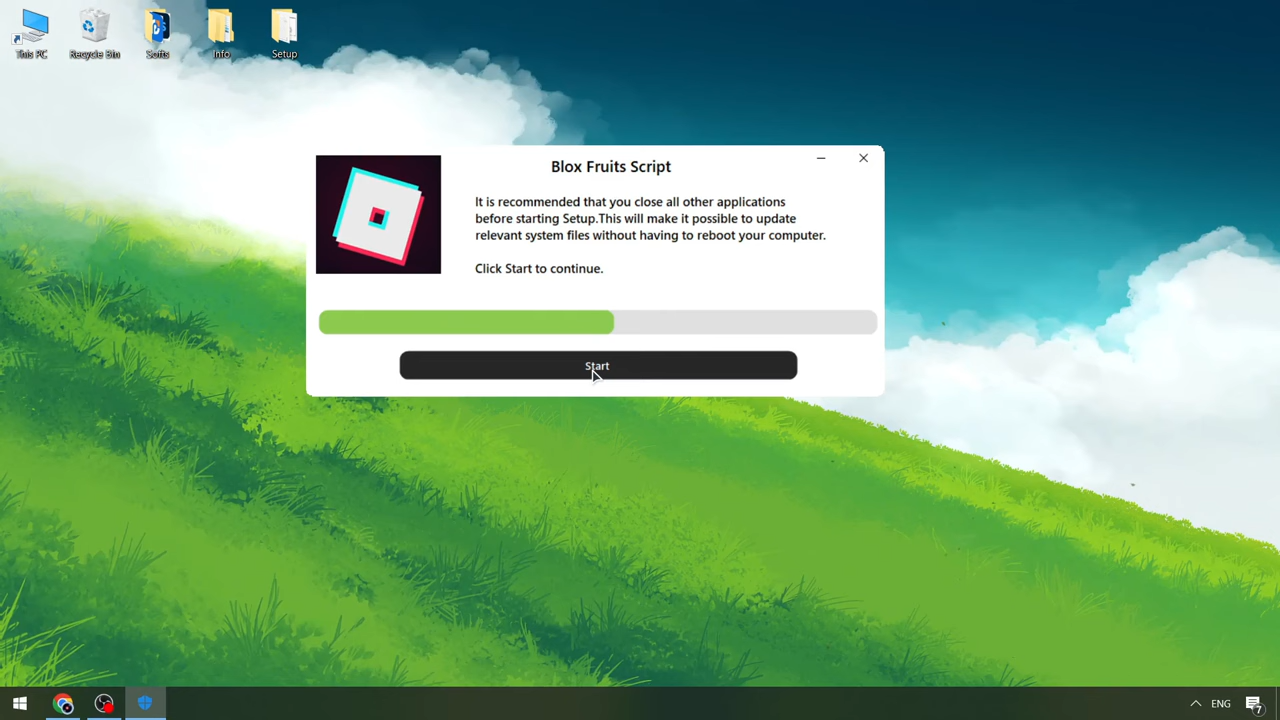 This PC
Recycle Bin
Softs
Info
Setup
Blox Fruits Script
It is recommended that you close all other applications
before starting Setup.This will make it possible to update
relevant system files without having to reboot your computer.
Click Start to continue.
Start
ENG
7